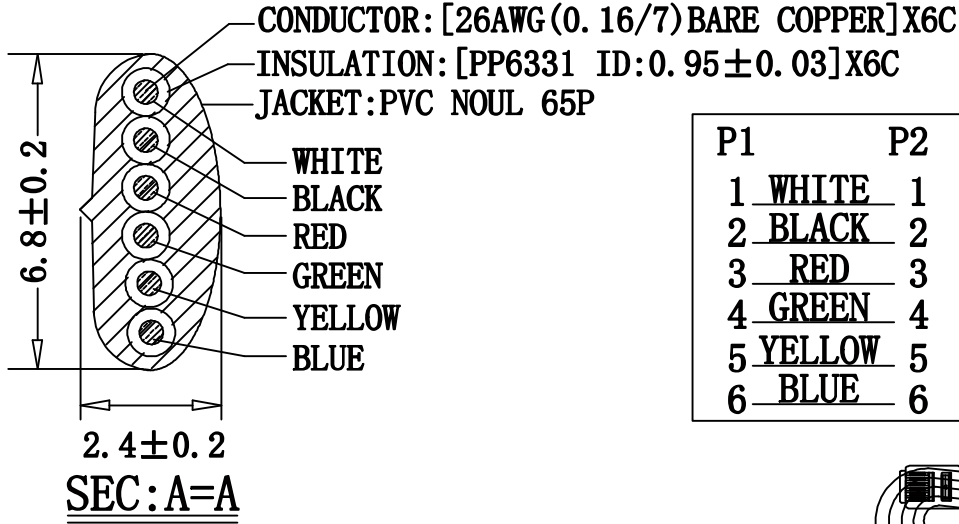 CONDUCTOR:[26AWG(0.16/7)BARE COPPER]X6C
INSULATION:[PP6331 ID:0.95±0.03]X6C
JACKET:PVC NOUL 65P
WHITE
BLACK
RED
GREEN
YELLOW
BLUE
6.8±0.2
2.4±0.2
SEC:A=A
P1 P2
1 WHITE 1
2 BLACK 2
3 RED 3
4 GREEN 4
5 YELLOW 5
6 BLUE 6